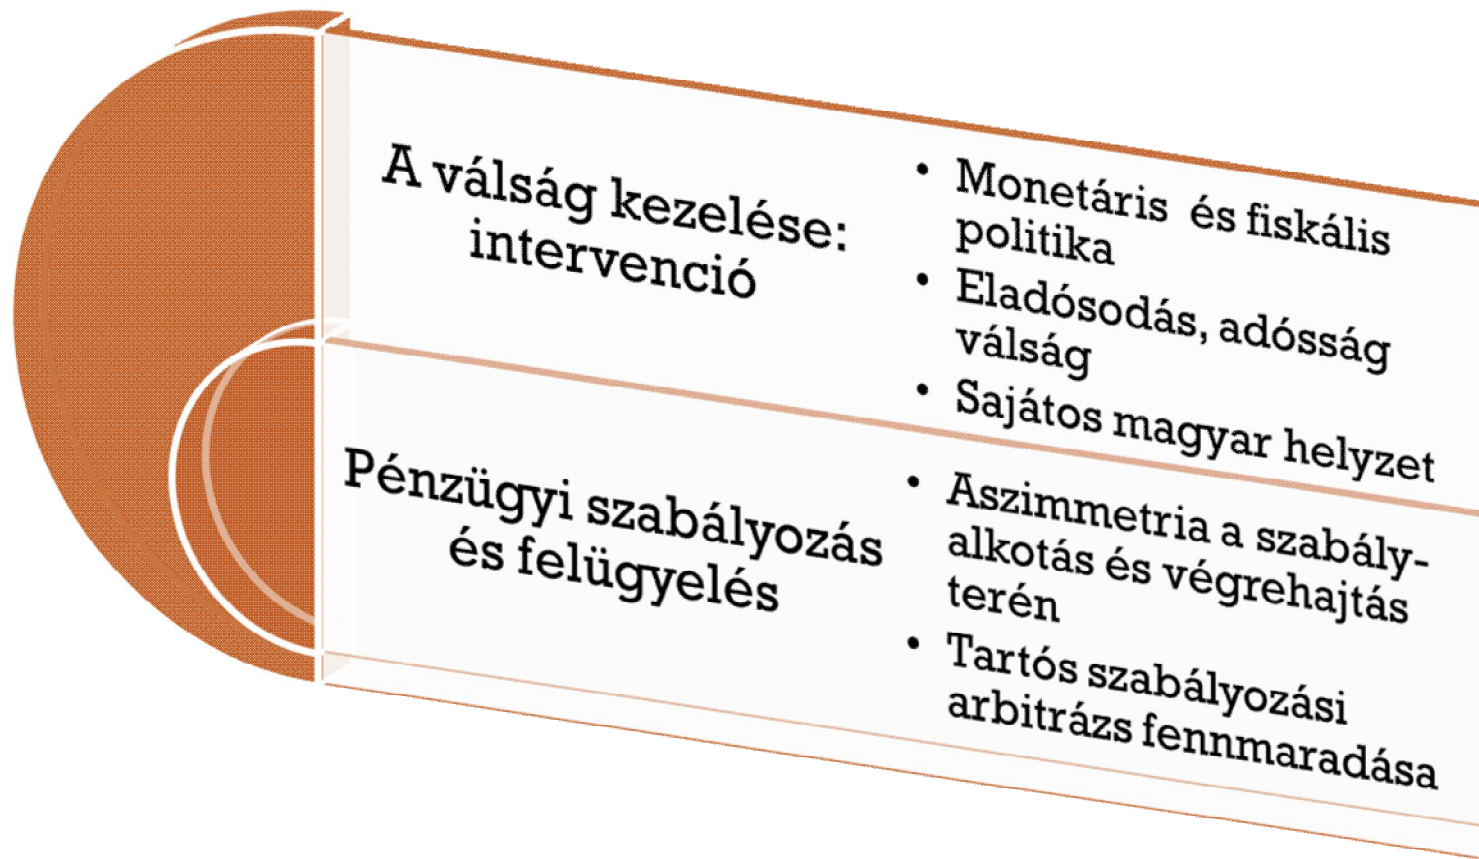 A válság kezelése:
intervenció
• Monetáris és fiskális
politika
• Eladósodás, adósság
válság
• Sajátos magyar helyzet
Pénzügyi szabályozás
és felügyelés
• Aszimmetria a szabály-
alkotás és végrehajtás
terén
• Tartós szabályozási
arbitrázs fennmaradása